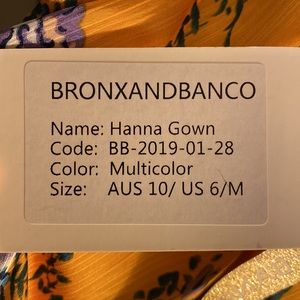 BRONXANDBANCO
Name: Hanna Gown
Code: BB-2019-01-28
Color: Multicolor
Size: AUS 10/ US 6/M